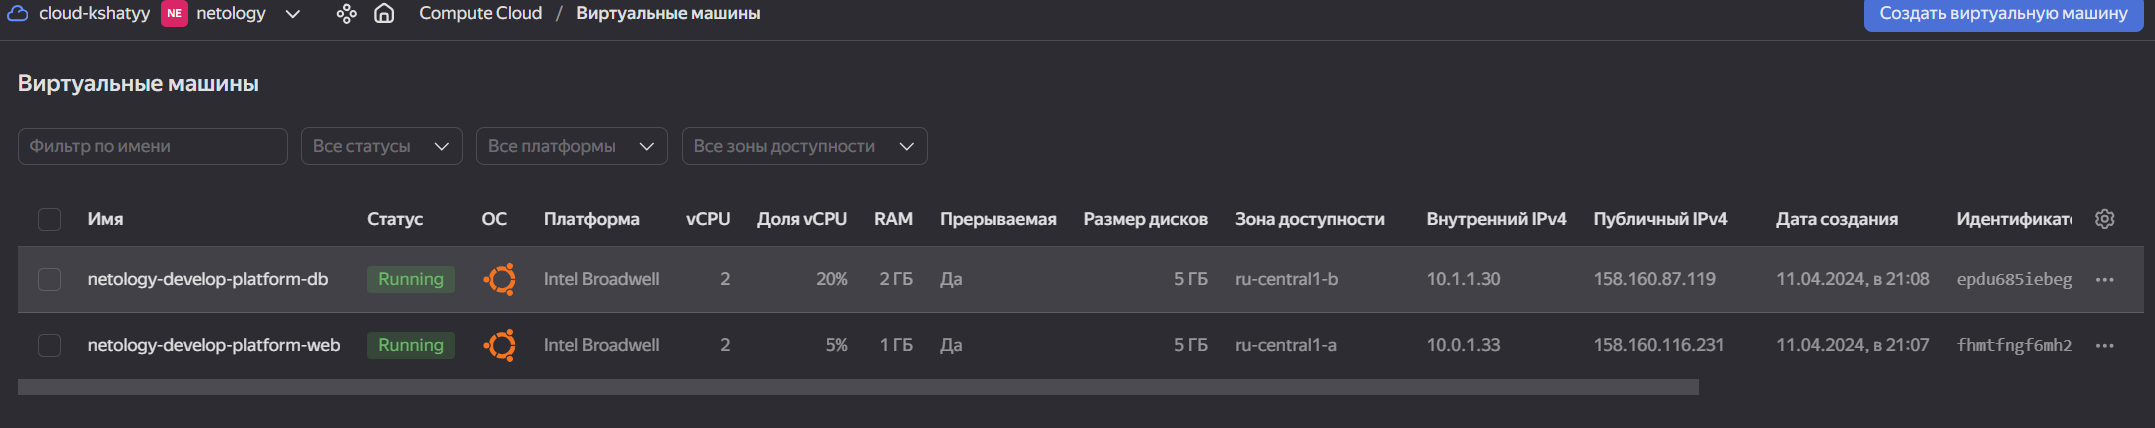 cloud-kshatyy NE netology Compute Cloud / Виртуальные машины Создать виртуальную машину
Виртуальные машины
Фильтр по имени Все статусы Все платформы Все зоны доступности
Имя Статус ОС Платформа vCPU Доля vCPU RAM Прерываемая Размер дисков Зона доступности Внутренний IPv4 Публичный IPv4 Дата создания Идентификат
netology-develop-platform-db Running Intel Broadwell 2 20% 2 ГБ Да 5 ГБ ru-central1-b 10.1.1.30 158.160.87.119 11.04.2024, в 21:08 epdu685iebeg
netology-develop-platform-web Running Intel Broadwell 2 5% 1 ГБ Да 5 ГБ ru-central1-a 10.0.1.33 158.160.116.231 11.04.2024, в 21:07 fhmtfngf6mh2